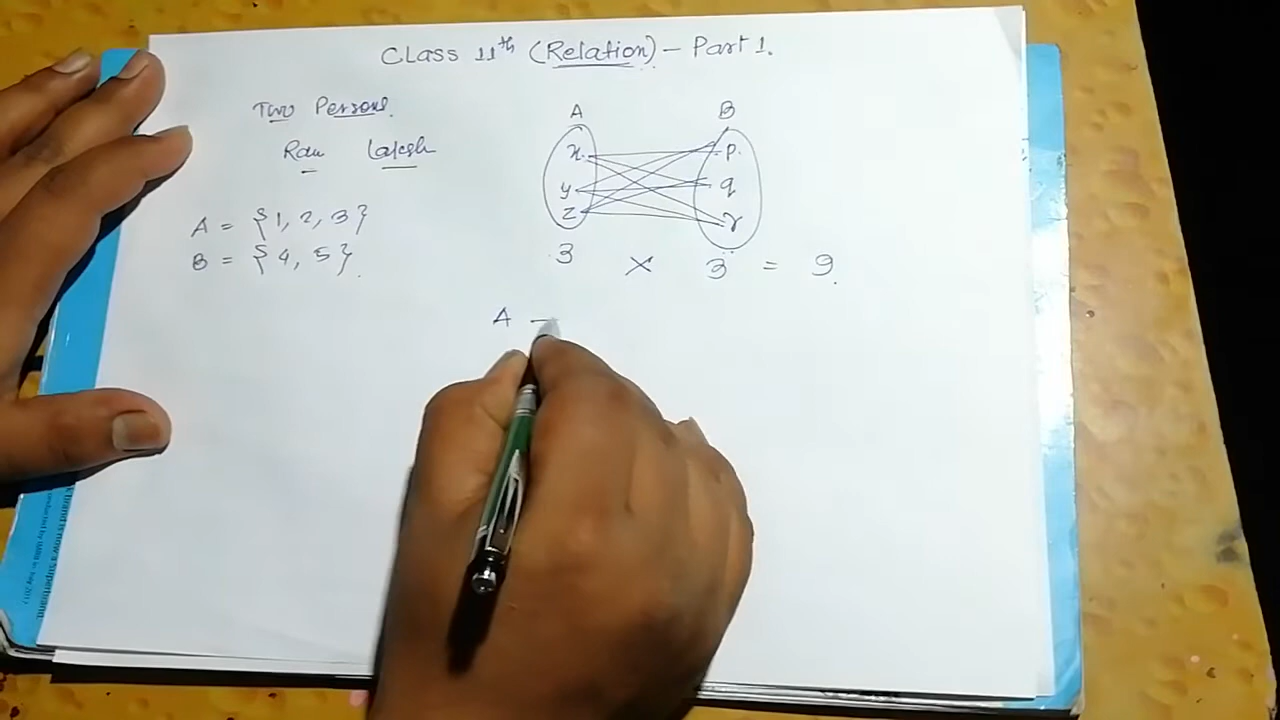 Class 11th (Relation) - Part 1.
Two Persons.
Ram Lakesh
A = {1, 2, 3}
B = {4, 5}.
A B
x. p.
y q
z r
3 × 3 = 9.
A —